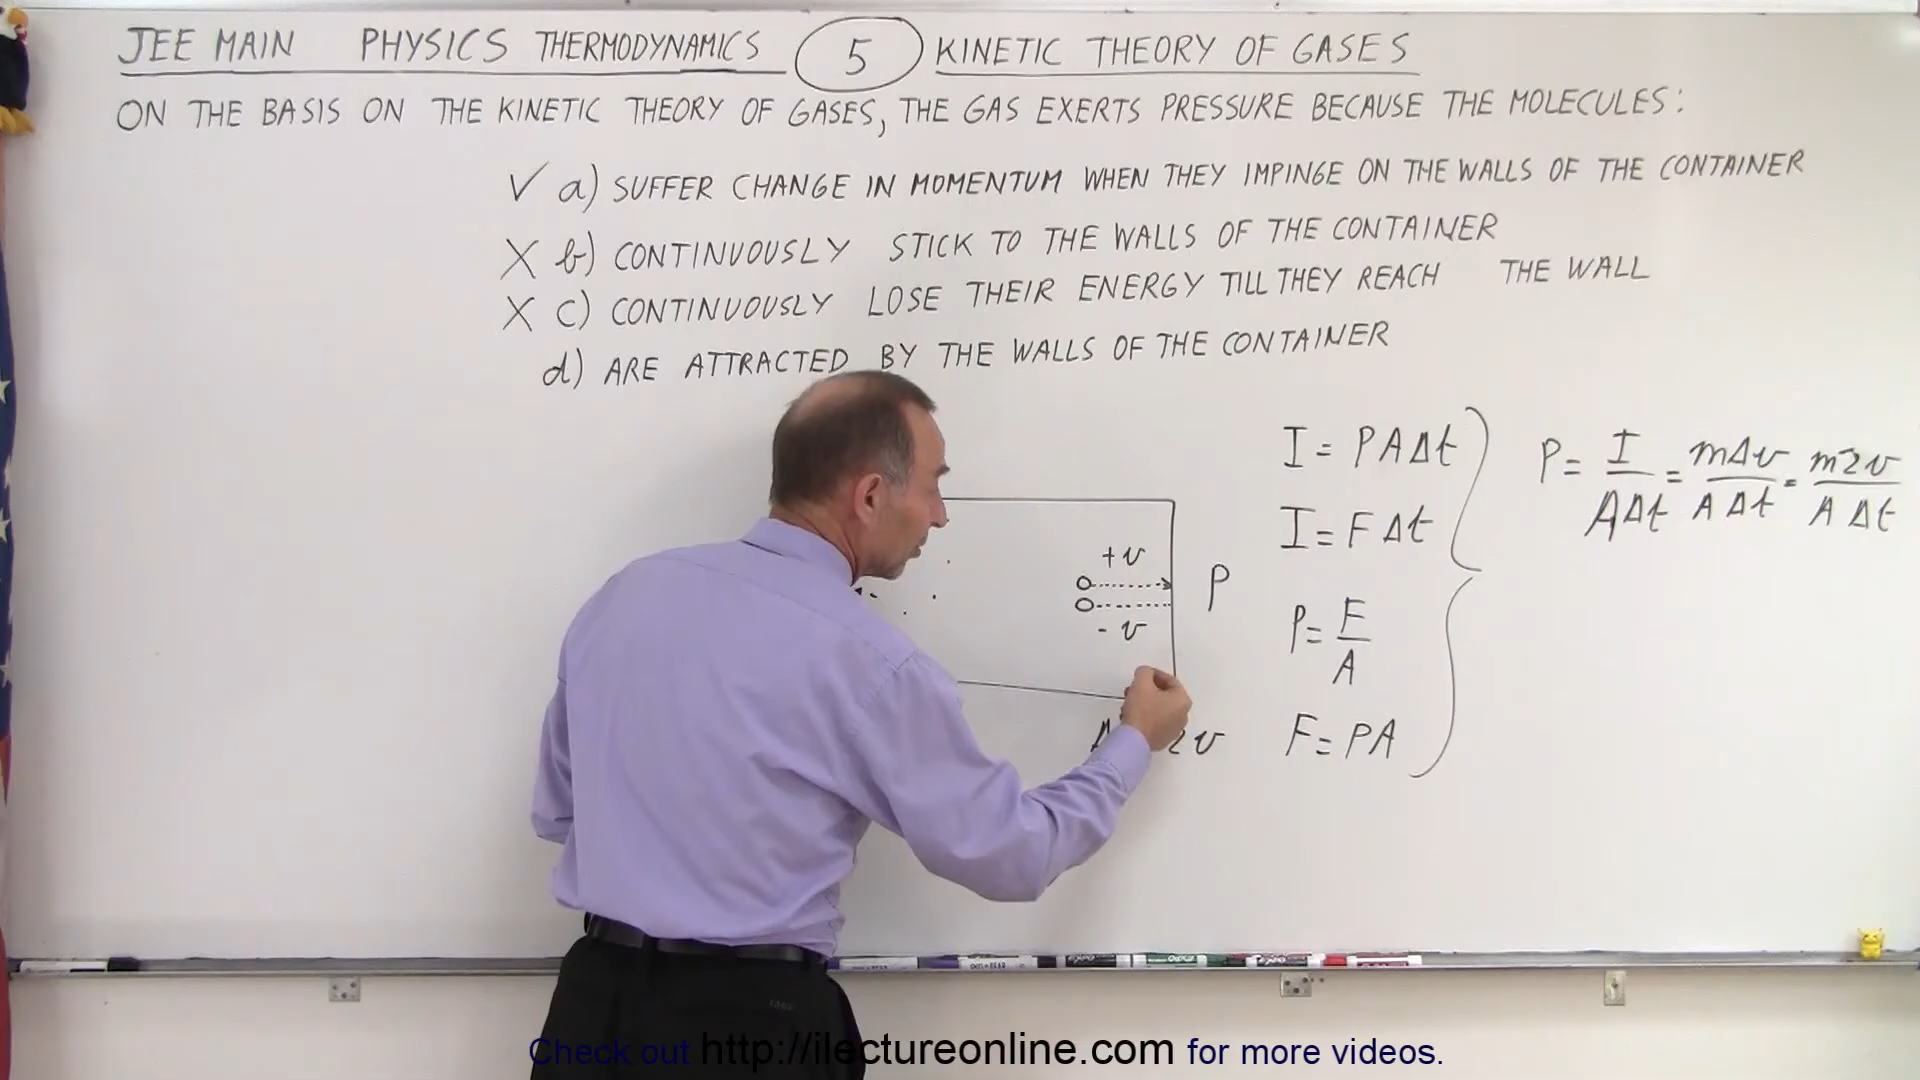 JEE MAIN PHYSICS THERMODYNAMICS 5 KINETIC THEORY OF GASES
ON THE BASIS ON THE KINETIC THEORY OF GASES, THE GAS EXERTS PRESSURE BECAUSE THE MOLECULES:
✓ a) SUFFER CHANGE IN MOMENTUM WHEN THEY IMPINGE ON THE WALLS OF THE CONTAINER
X b) CONTINUOUSLY STICK TO THE WALLS OF THE CONTAINER
X c) CONTINUOUSLY LOSE THEIR ENERGY TILL THEY REACH THE WALL
d) ARE ATTRACTED BY THE WALLS OF THE CONTAINER
I = PAΔt
P = I / AΔt = mΔv / AΔt = m2v / AΔt
I = FΔt
+v
P
-v
P = F / A
2v
F = PA
Check out http://ilectureonline.com for more videos.